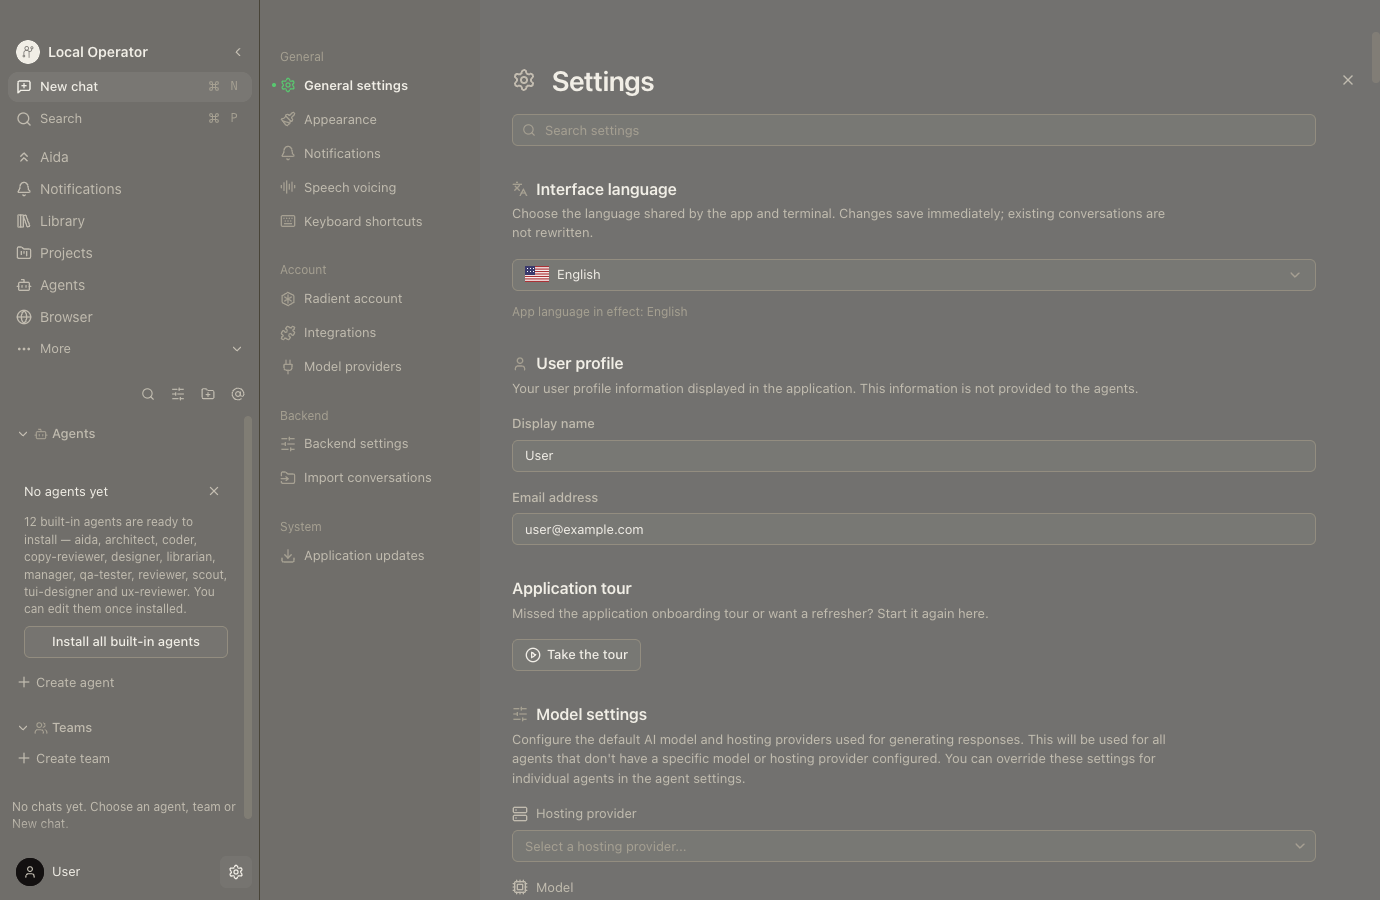 Local Operator
New chat ⌘ N
Search ⌘ P
Aida
Notifications
Library
Projects
Agents
Browser
More
Agents
No agents yet
12 built-in agents are ready to
install — aida, architect, coder,
copy-reviewer, designer, librarian,
manager, qa-tester, reviewer, scout,
tui-designer and ux-reviewer. You
can edit them once installed.
Install all built-in agents
Create agent
Teams
Create team
No chats yet. Choose an agent, team or
New chat.
User
General
General settings
Appearance
Notifications
Speech voicing
Keyboard shortcuts
Account
Radient account
Integrations
Model providers
Backend
Backend settings
Import conversations
System
Application updates
Settings
Search settings
Interface language
Choose the language shared by the app and terminal. Changes save immediately; existing conversations are
not rewritten.
English
App language in effect: English
User profile
Your user profile information displayed in the application. This information is not provided to the agents.
Display name
User
Email address
user@example.com
Application tour
Missed the application onboarding tour or want a refresher? Start it again here.
Take the tour
Model settings
Configure the default AI model and hosting providers used for generating responses. This will be used for all
agents that don't have a specific model or hosting provider configured. You can override these settings for
individual agents in the agent settings.
Hosting provider
Select a hosting provider...
Model